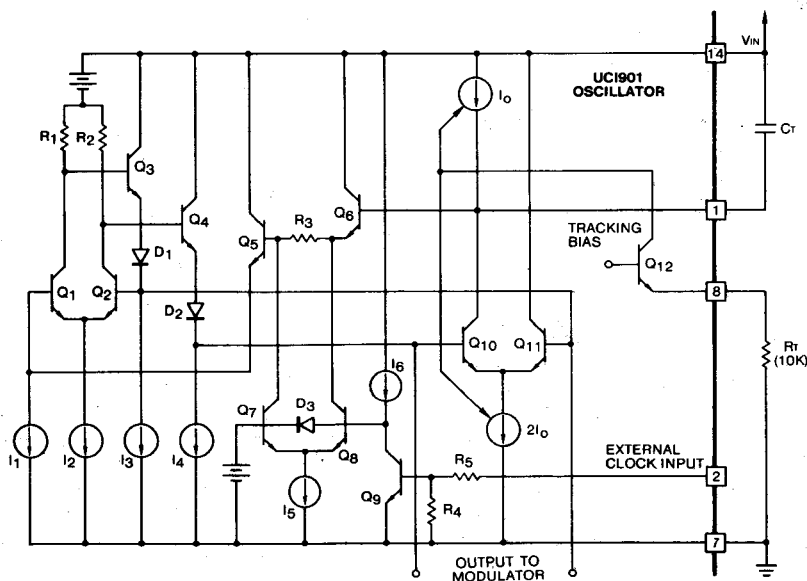 14
VIN
UC1901
OSCILLATOR
IO
CT
R1
R2
Q3
Q4
R3
Q6
Q5
1
TRACKING
BIAS
Q12
D1
8
Q1
Q2
D2
Q10
Q11
RT
(10K)
I6
Q7
D3
Q8
2IO
I1
I2
I3
I4
I5
Q9
R5
R4
EXTERNAL
CLOCK INPUT
2
7
OUTPUT TO
MODULATOR